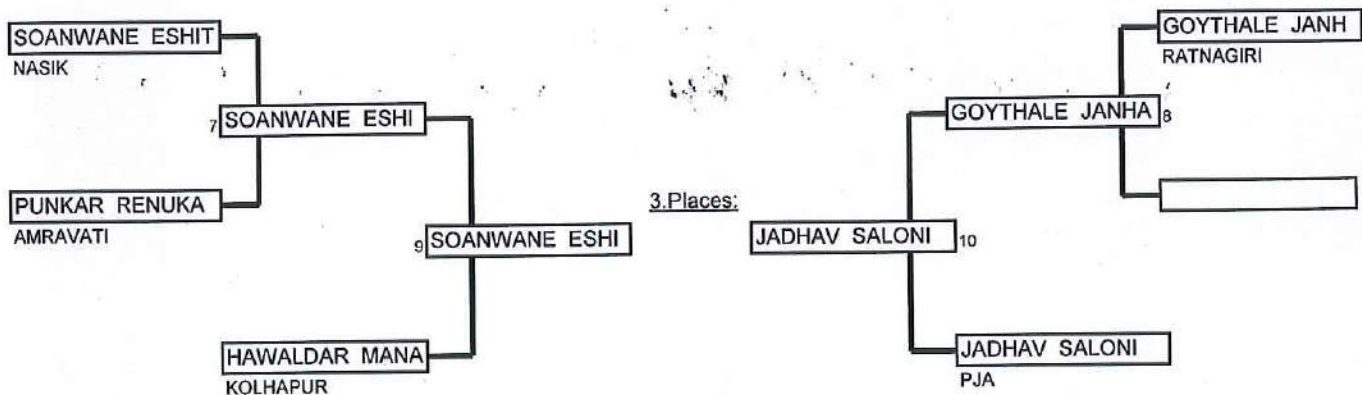 SOANWANE ESHIT
NASIK
GOYTHALE JANH
RATNAGIRI
7 SOANWANE ESHI
GOYTHALE JANHA 8
PUNKAR RENUKA
AMRAVATI
3.Places:
9 SOANWANE ESHI
JADHAV SALONI 10
HAWALDAR MANA
KOLHAPUR
JADHAV SALONI
PJA